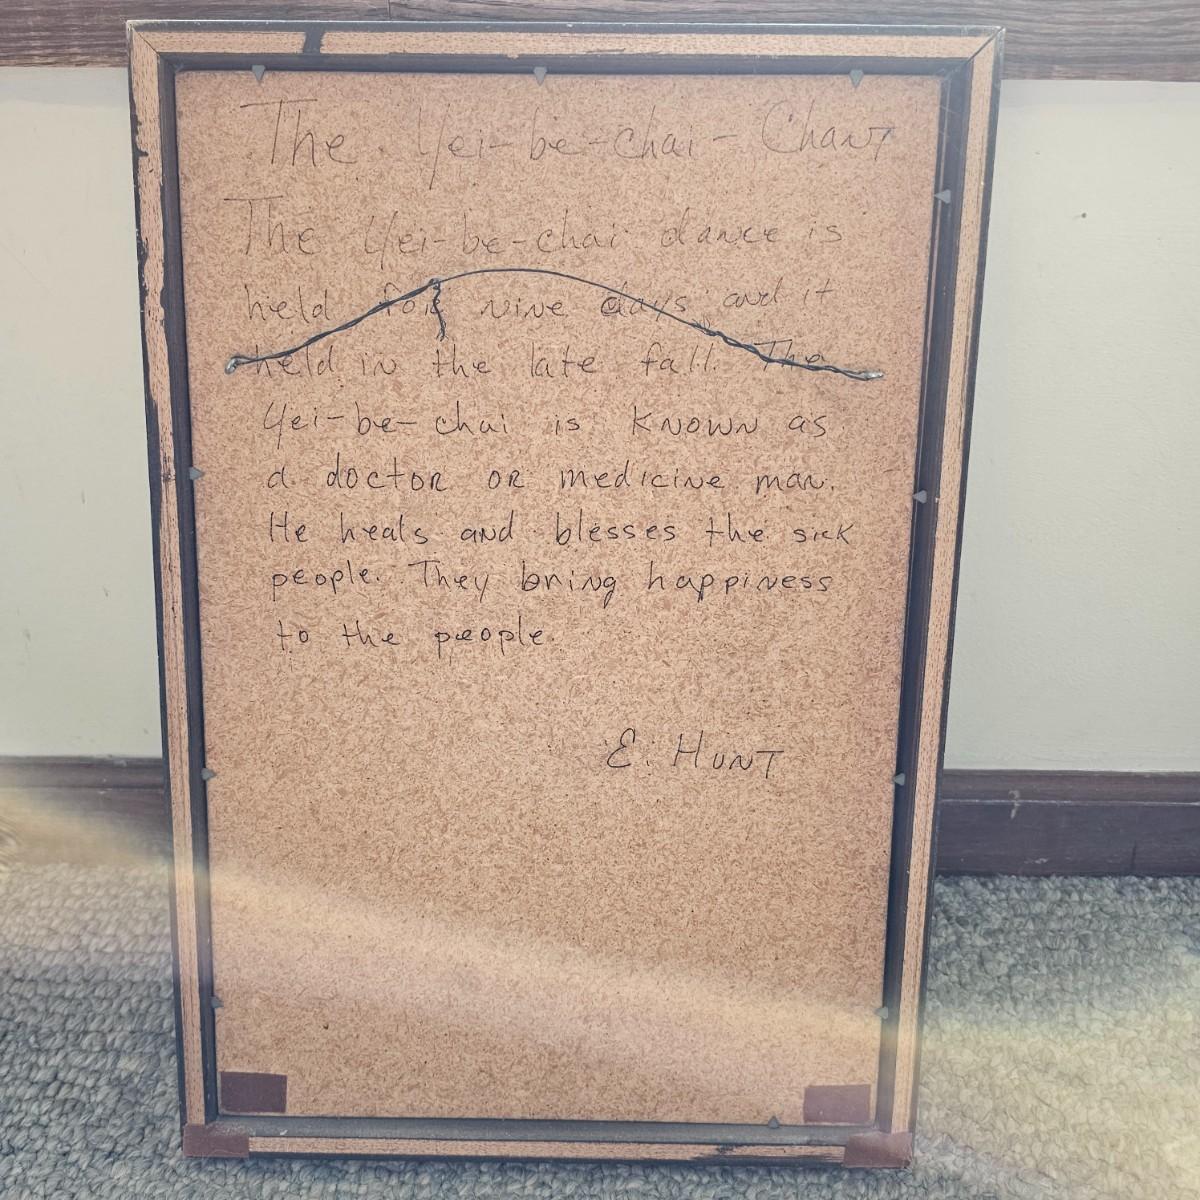 The Yei-be-chai-Chant
The Yei-be-chai dance is
held for nine days and it
held in the late fall. The
Yei-be-chai is known as
a doctor or medicine man.
He heals and blesses the sick
people. They bring happiness
to the people.
E. Hunt